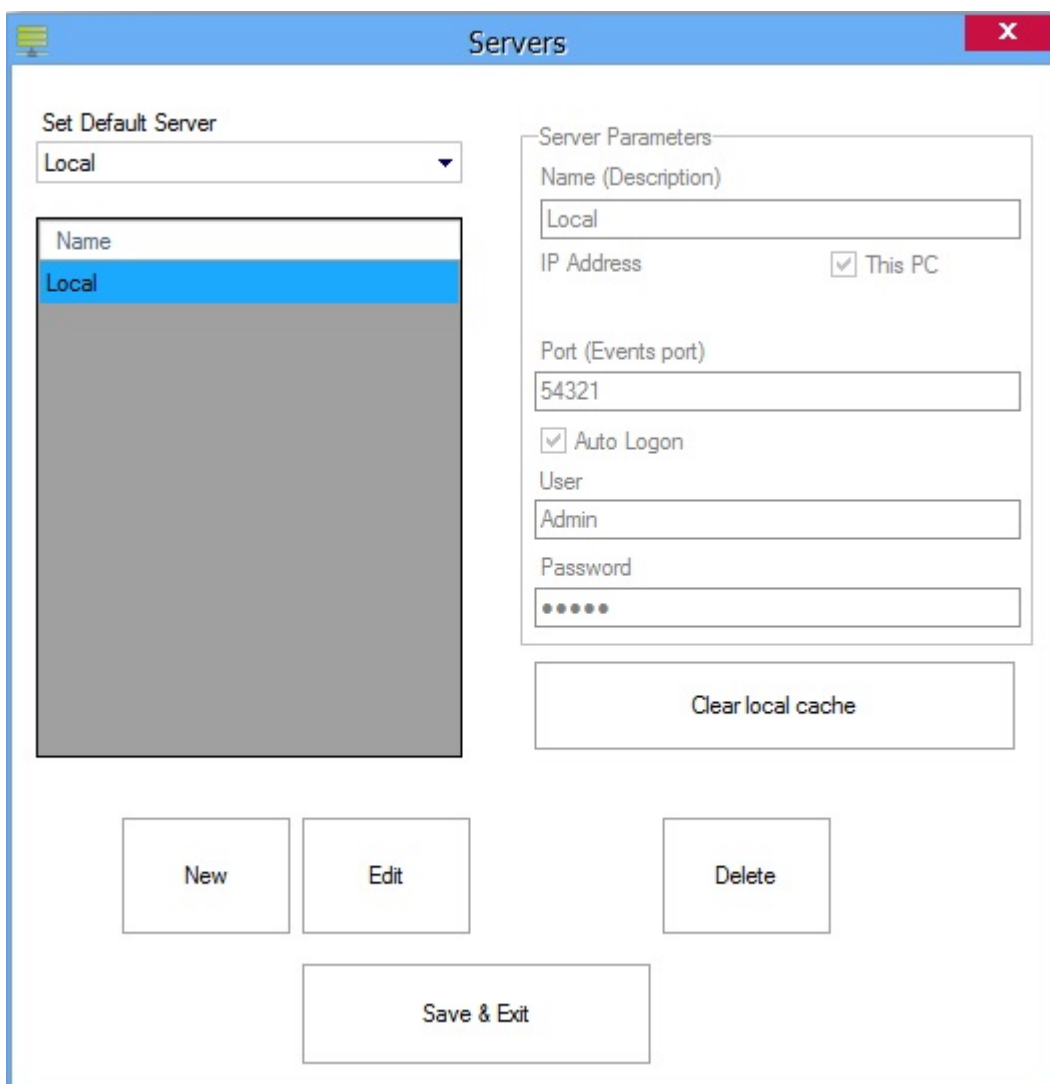 Servers
X
Set Default Server
Local
Name
Local
Server Parameters
Name (Description)
Local
IP Address
This PC
Port (Events port)
54321
Auto Logon
User
Admin
Password
•••••
Clear local cache
New
Edit
Delete
Save & Exit